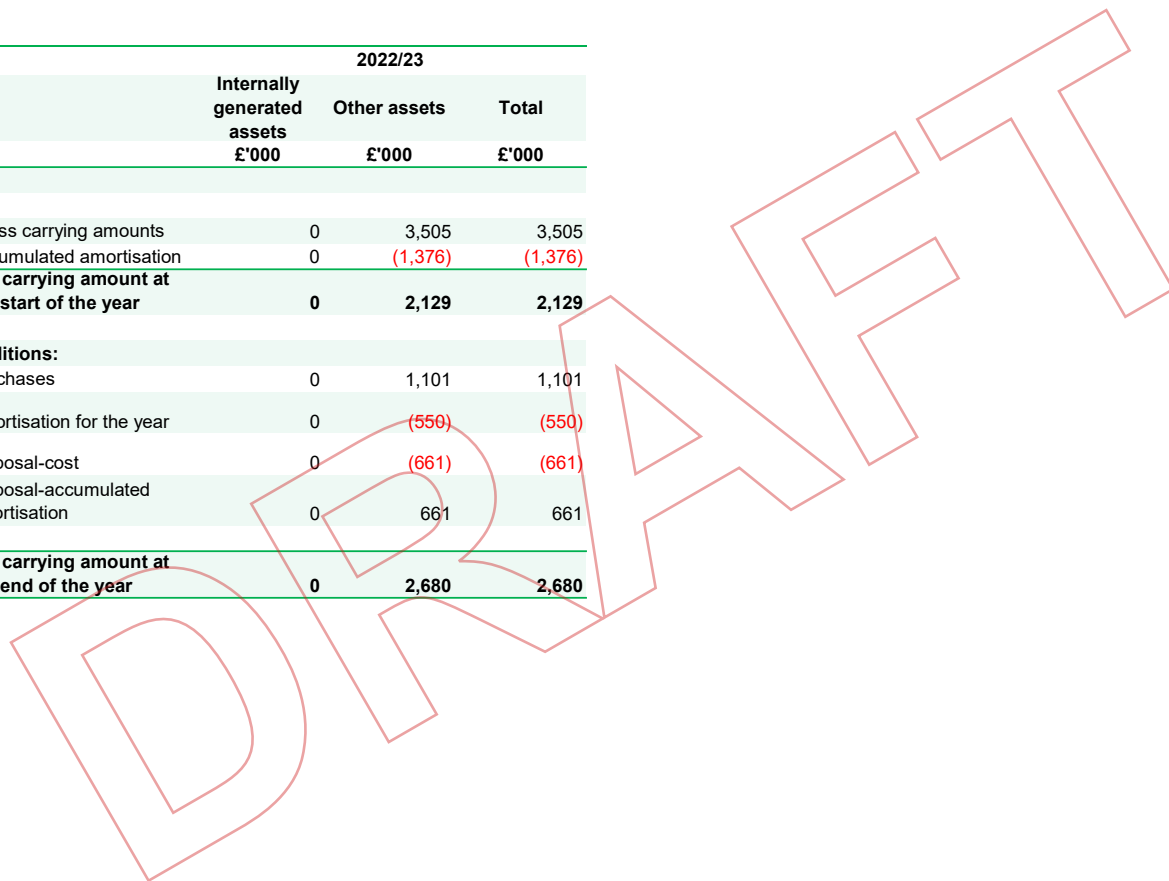 2022/23
Internally
generated Other assets Total
assets
£'000 £'000 £'000
ss carrying amounts 0 3,505 3,505
umulated amortisation 0 (1,376) (1,376)
carrying amount at
start of the year 0 2,129 2,129
litions:
chases 0 1,101 1,101
ortisation for the year 0 (550) (550)
posal-cost 0 (661) (661)
posal-accumulated
ortisation 0 661 661
carrying amount at
end of the year 0 2,680 2,680
DRAFT